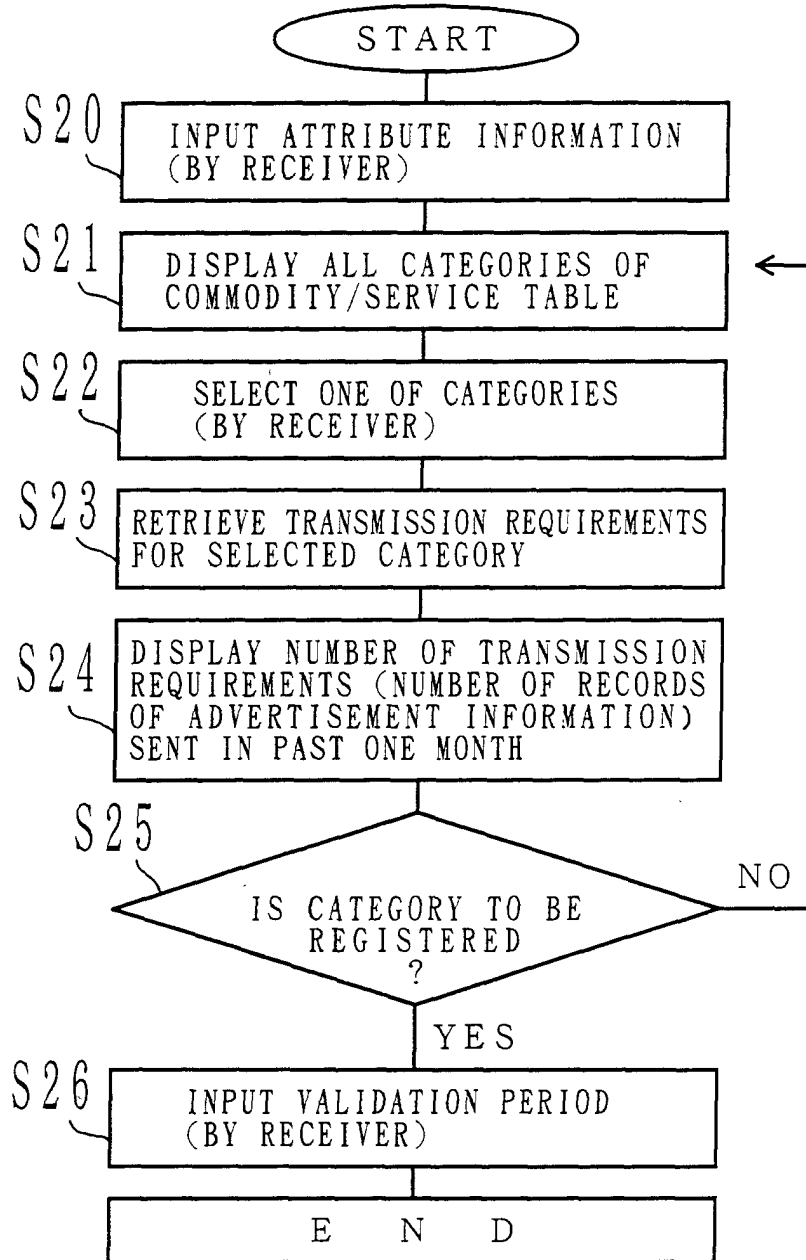 START
S20
INPUT ATTRIBUTE INFORMATION
(BY RECEIVER)
S21
DISPLAY ALL CATEGORIES OF
COMMODITY/SERVICE TABLE
S22
SELECT ONE OF CATEGORIES
(BY RECEIVER)
S23
RETRIEVE TRANSMISSION REQUIREMENTS
FOR SELECTED CATEGORY
S24
DISPLAY NUMBER OF TRANSMISSION
REQUIREMENTS (NUMBER OF RECORDS
OF ADVERTISEMENT INFORMATION)
SENT IN PAST ONE MONTH
S25
IS CATEGORY TO BE
REGISTERED
?
NO
YES
S26
INPUT VALIDATION PERIOD
(BY RECEIVER)
E N D